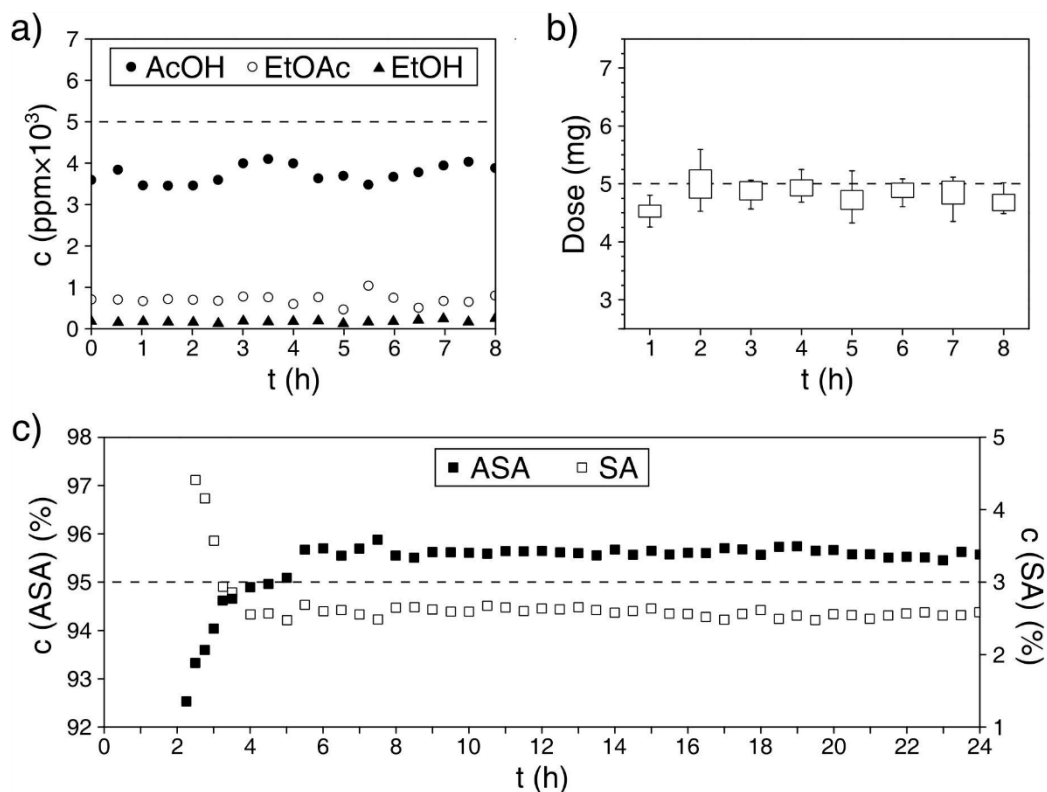 a)
7
6
5
4
3
2
1
0
c (ppm×10³)
AcOH EtOAc EtOH
0 1 2 3 4 5 6 7 8
t (h)
b)
7
6
5
4
3
Dose (mg)
1 2 3 4 5 6 7 8
t (h)
c)
98
97
96
95
94
93
92
c (ASA) (%)
ASA SA
5
4
3
2
1
c (SA) (%)
0 2 4 6 8 10 12 14 16 18 20 22 24
t (h)